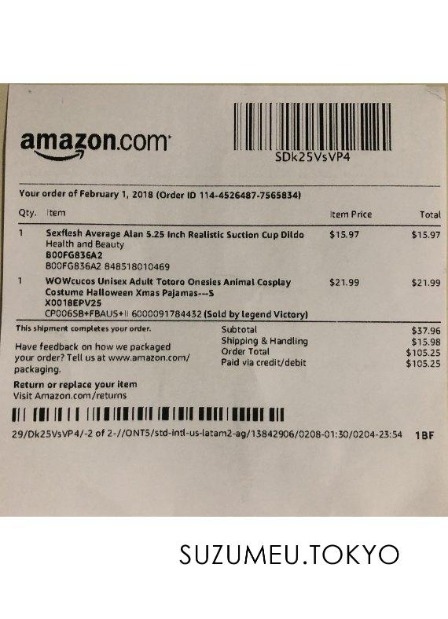 amazon.com
SDk25VsVP4
Your order of February 1, 2018 (Order ID 114-4526487-7565834)
Qty. Item Item Price Total
1 Sexflesh Average Alan 5.25 Inch Realistic Suction Cup Dildo $15.97 $15.97
Health and Beauty
B00FG836A2
B00FG836A2 848518010469
1 WOWcucos Unisex Adult Totoro Onesies Animal Cosplay $21.99 $21.99
Costume Halloween Xmas Pajamas---S
X0018EPV25
CP006SB+FBAUS+II 6000091784432 (Sold by legend Victory)
This shipment completes your order.
Have feedback on how we packaged
your order? Tell us at www.amazon.com/
packaging.
Return or replace your item
Visit Amazon.com/returns
Subtotal $37.96
Shipping & Handling $15.98
Order Total $105.25
Paid via credit/debit $105.25
29/Dk25VsVP4/-2 of 2-//ONT5/std-intl-us-latam2-ag/13842906/0208-01:30/0204-23:54 1BF
SUZUMEU.TOKYO